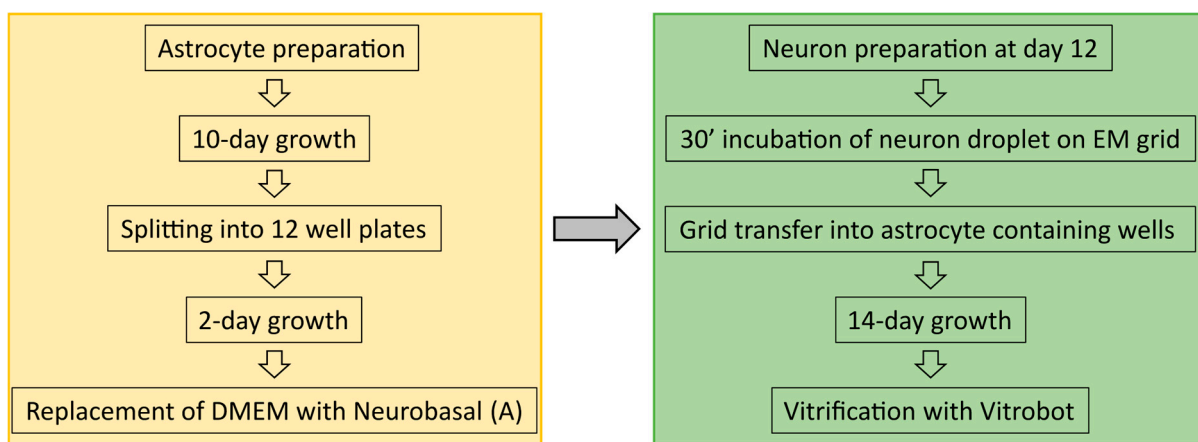 Astrocyte preparation
10-day growth
Splitting into 12 well plates
2-day growth
Replacement of DMEM with Neurobasal (A)
Neuron preparation at day 12
30’ incubation of neuron droplet on EM grid
Grid transfer into astrocyte containing wells
14-day growth
Vitrification with Vitrobot